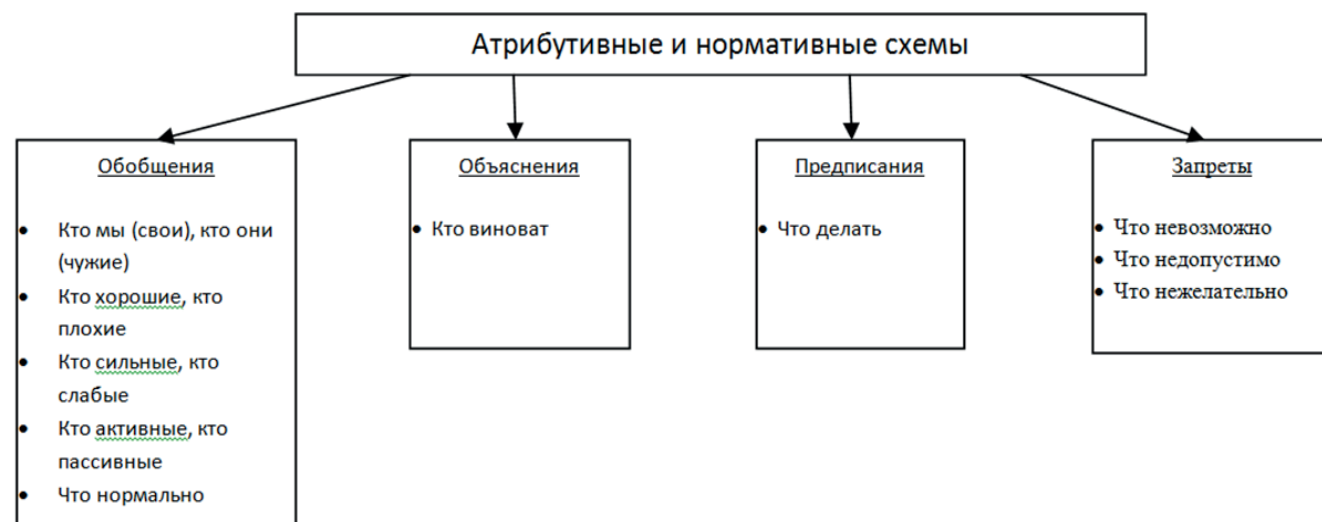 Атрибутивные и нормативные схемы
Обобщения
• Кто мы (свои), кто они
(чужие)
• Кто хорошие, кто
плохие
• Кто сильные, кто
слабые
• Кто активные, кто
пассивные
• Что нормально
Объяснения
• Кто виноват
Предписания
• Что делать
Запреты
• Что невозможно
• Что недопустимо
• Что нежелательно